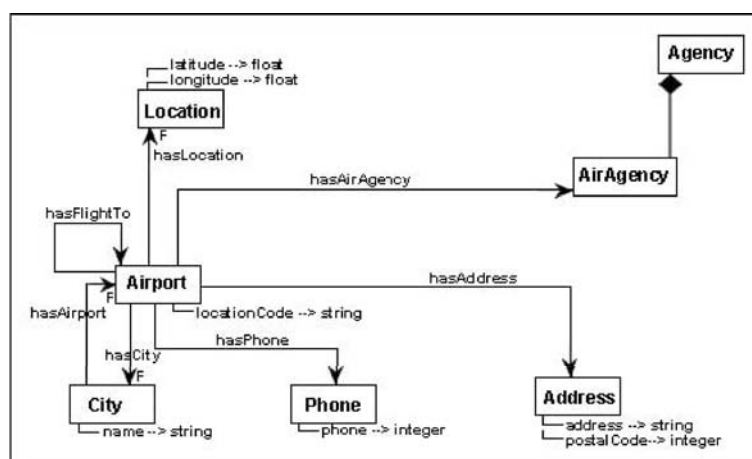 latitude --> float
longitude --> float
Location
F
hasLocation
Agency
AirAgency
hasAirAgency
hasFlightTo
Airport
F
hasAirport
locationCode --> string
hasAddress
hasCity
F
hasPhone
City
name --> string
Phone
phone --> integer
Address
address --> string
postalCode--> integer